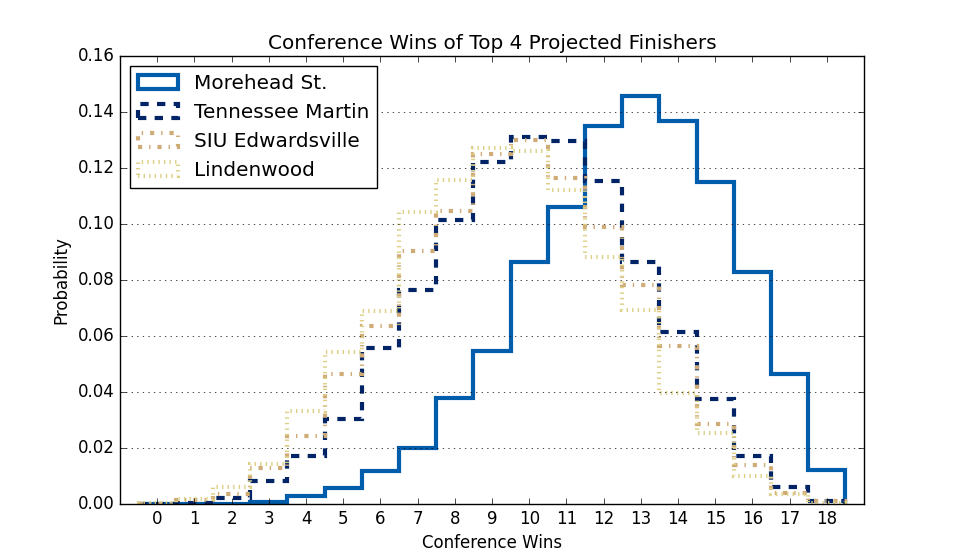 Conference Wins of Top 4 Projected Finishers
0.16
0.14
0.12
0.10
0.08
0.06
0.04
0.02
0.00
Probability
Morehead St.
Tennessee Martin
SIU Edwardsville
Lindenwood
0 1 2 3 4 5 6 7 8 9 10 11 12 13 14 15 16 17 18
Conference Wins